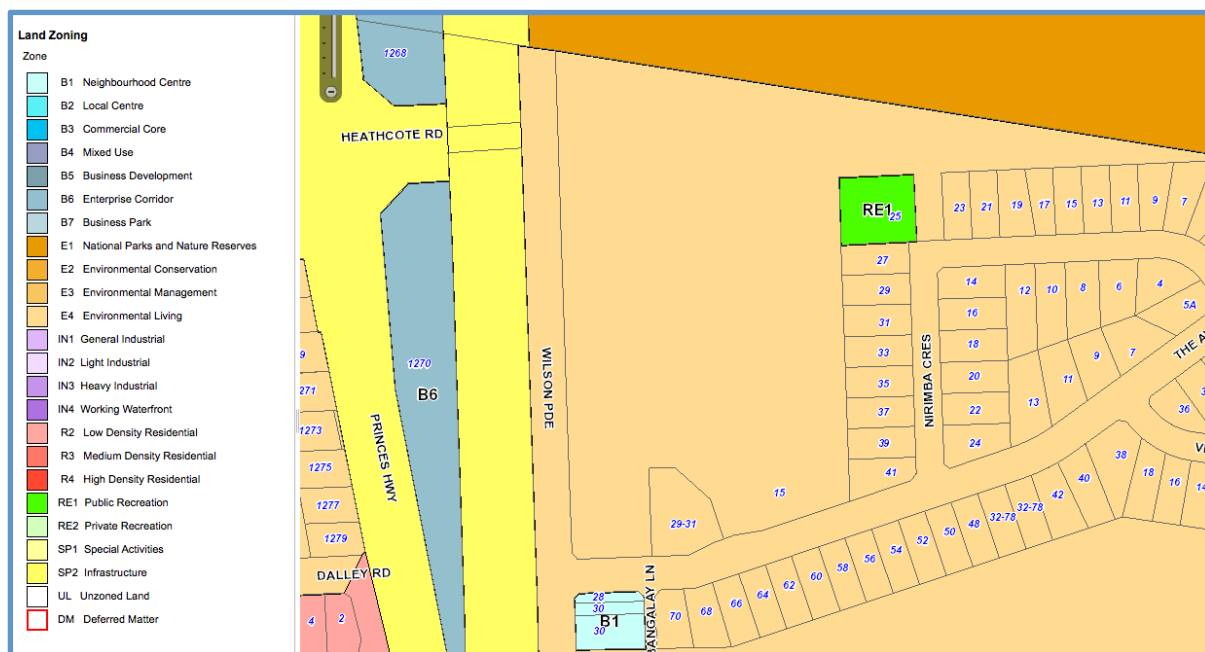 Land Zoning
Zone
B1 Neighbourhood Centre
B2 Local Centre
B3 Commercial Core
B4 Mixed Use
B5 Business Development
B6 Enterprise Corridor
B7 Business Park
E1 National Parks and Nature Reserves
E2 Environmental Conservation
E3 Environmental Management
E4 Environmental Living
IN1 General Industrial
IN2 Light Industrial
IN3 Heavy Industrial
IN4 Working Waterfront
R2 Low Density Residential
R3 Medium Density Residential
R4 High Density Residential
RE1 Public Recreation
RE2 Private Recreation
SP1 Special Activities
SP2 Infrastructure
UL Unzoned Land
DM Deferred Matter
1268
HEATHCOTE RD
RE1
25
23
21
19
17
15
13
11
9
7
27
29
31
33
35
37
39
41
NIRIMBA CRES
14
16
18
20
22
24
12
10
8
6
4
5A
13
11
9
7
THE
36
1270
B6
WILSON PDE
PRINCES HWY
9
271
1273
1275
1277
1279
DALLEY RD
4
2
15
29-31
28
30
30
B1
BANGALAY LN
70
68
66
64
62
60
58
56
54
52
50
48
32-78
32-78
42
40
38
18
16
14